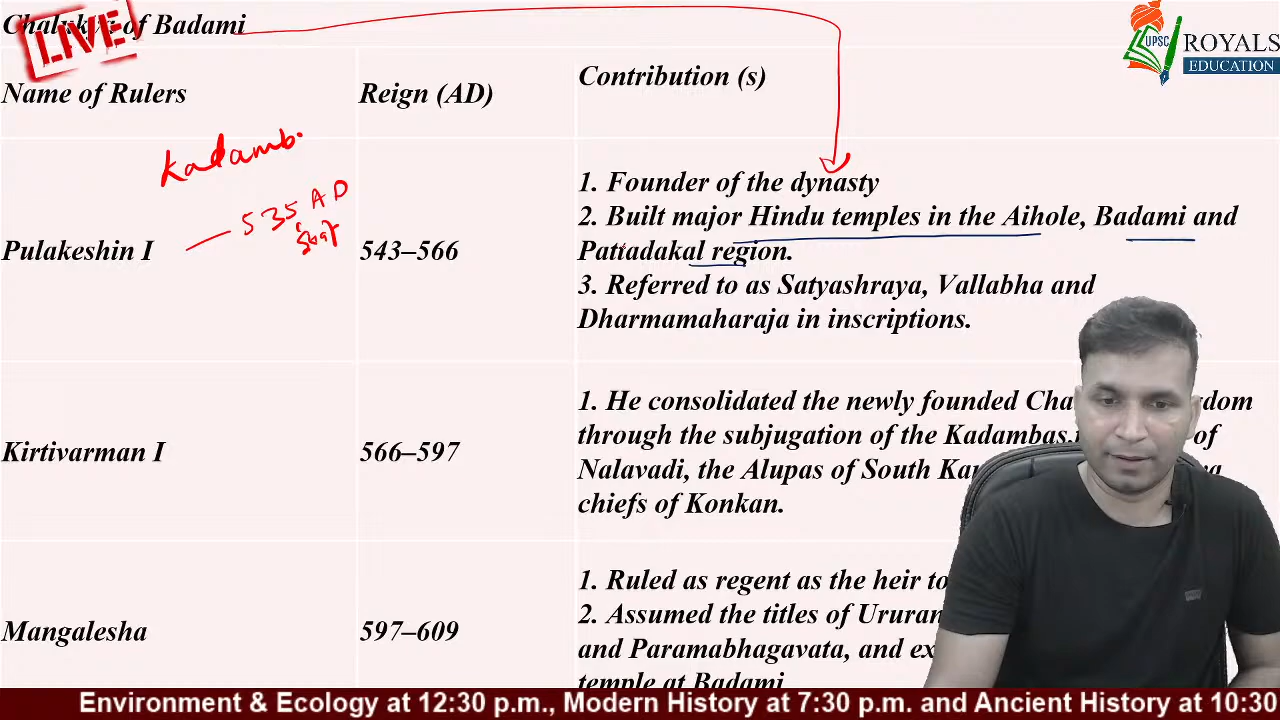 Chalukya of Badami
LIVE
UPSC
ROYALS
EDUCATION
Name of Rulers
Reign (AD)
Contribution (s)
Kadamb
535 AD
Pulakeshin I
543–566
1. Founder of the dynasty
2. Built major Hindu temples in the Aihole, Badami and
Pattadakal region.
3. Referred to as Satyashraya, Vallabha and
Dharmamaharaja in inscriptions.
Kirtivarman I
566–597
1. He consolidated the newly founded Cha
through the subjugation of the Kadambas, of
Nalavadi, the Alupas of South Ka
chiefs of Konkan.
Mangalesha
597–609
1. Ruled as regent as the heir to
2. Assumed the titles of Ururan
and Paramabhagavata, and ex
temple at Badami
Environment & Ecology at 12:30 p.m., Modern History at 7:30 p.m. and Ancient History at 10:30